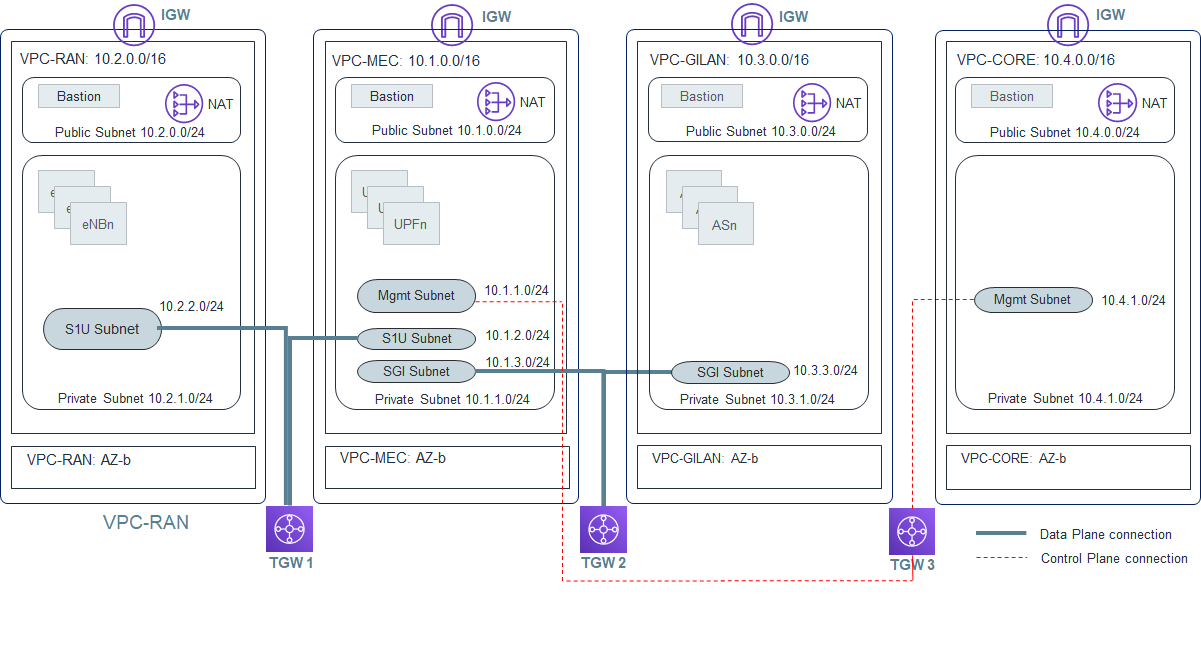 IGW
VPC-RAN: 10.2.0.0/16
Bastion
NAT
Public Subnet 10.2.0.0/24
eNBn
10.2.2.0/24
S1U Subnet
Private Subnet 10.2.1.0/24
VPC-RAN: AZ-b
VPC-RAN
TGW 1
IGW
VPC-MEC: 10.1.0.0/16
Bastion
NAT
Public Subnet 10.1.0.0/24
UPFn
Mgmt Subnet
10.1.1.0/24
S1U Subnet
10.1.2.0/24
SGI Subnet
10.1.3.0/24
Private Subnet 10.1.1.0/24
VPC-MEC: AZ-b
TGW 2
IGW
VPC-GILAN: 10.3.0.0/16
Bastion
NAT
Public Subnet 10.3.0.0/24
ASn
SGI Subnet
10.3.3.0/24
Private Subnet 10.3.1.0/24
VPC-GILAN: AZ-b
TGW 3
IGW
VPC-CORE: 10.4.0.0/16
Bastion
NAT
Public Subnet 10.4.0.0/24
Mgmt Subnet
10.4.1.0/24
Private Subnet 10.4.1.0/24
VPC-CORE: AZ-b
Data Plane connection
Control Plane connection